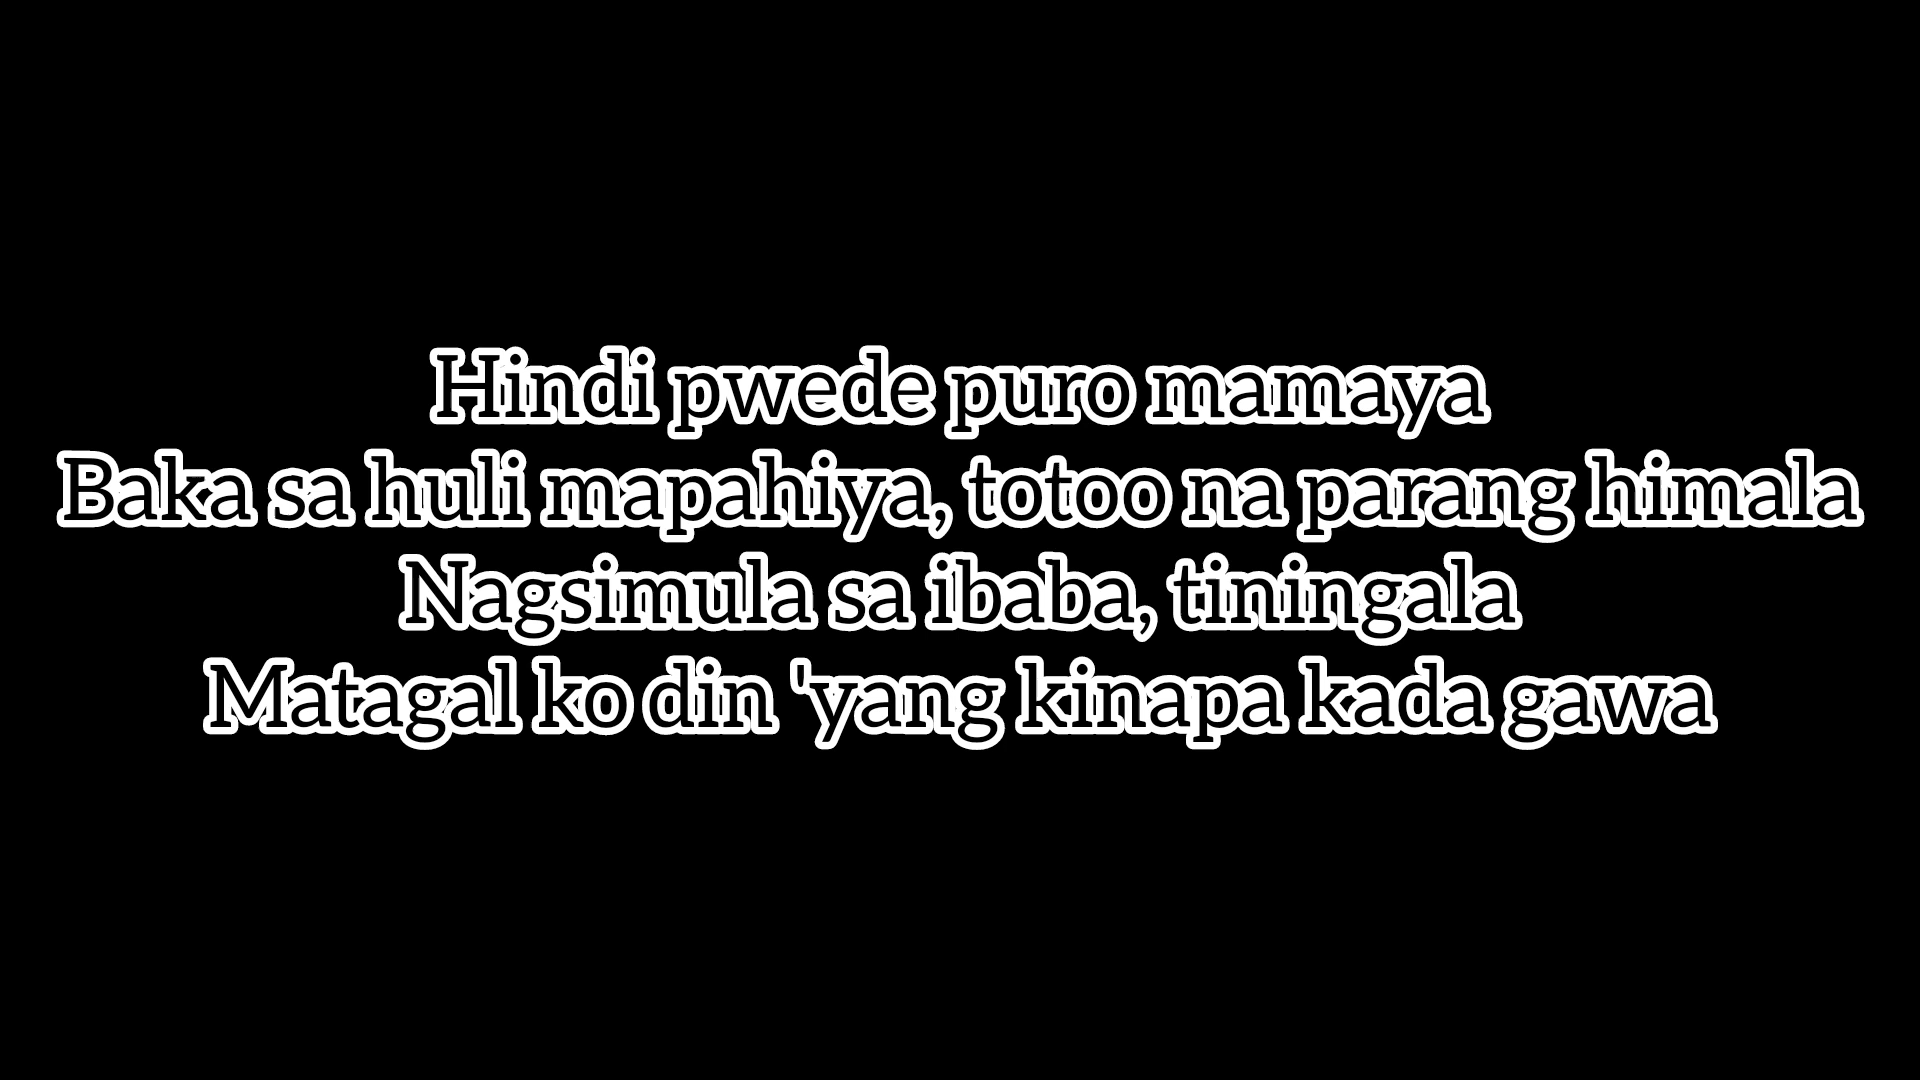 Hindi pwede puro mamaya
Baka sa huli mapahiya, totoo na parang himala
Nagsimula sa ibaba, tiningala
Matagal ko din 'yang kinapa kada gawa